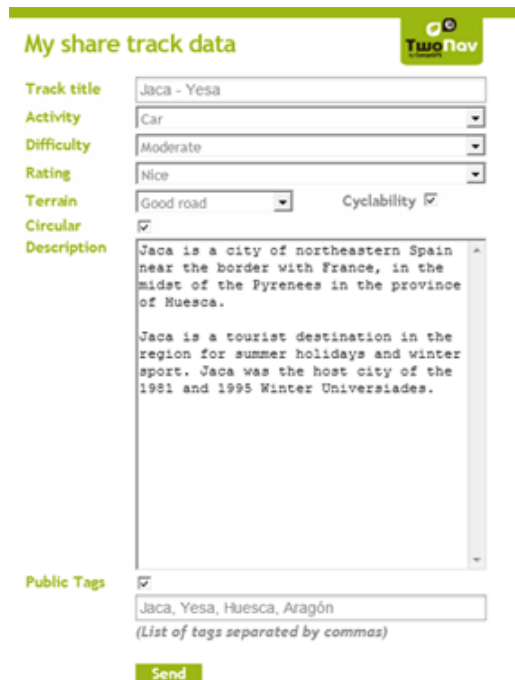 My share track data
TwoNav
Track title
Jaca - Yesa
Activity
Car
Difficulty
Moderate
Rating
Nice
Terrain
Good road
Cyclability
Circular
Description
Jaca is a city of northeastern Spain
near the border with France, in the
midst of the Pyrenees in the province
of Huesca.
Jaca is a tourist destination in the
region for summer holidays and winter
sport. Jaca was the host city of the
1981 and 1995 Winter Universiades.
Public Tags
Jaca, Yesa, Huesca, Aragón
(List of tags separated by commas)
Send